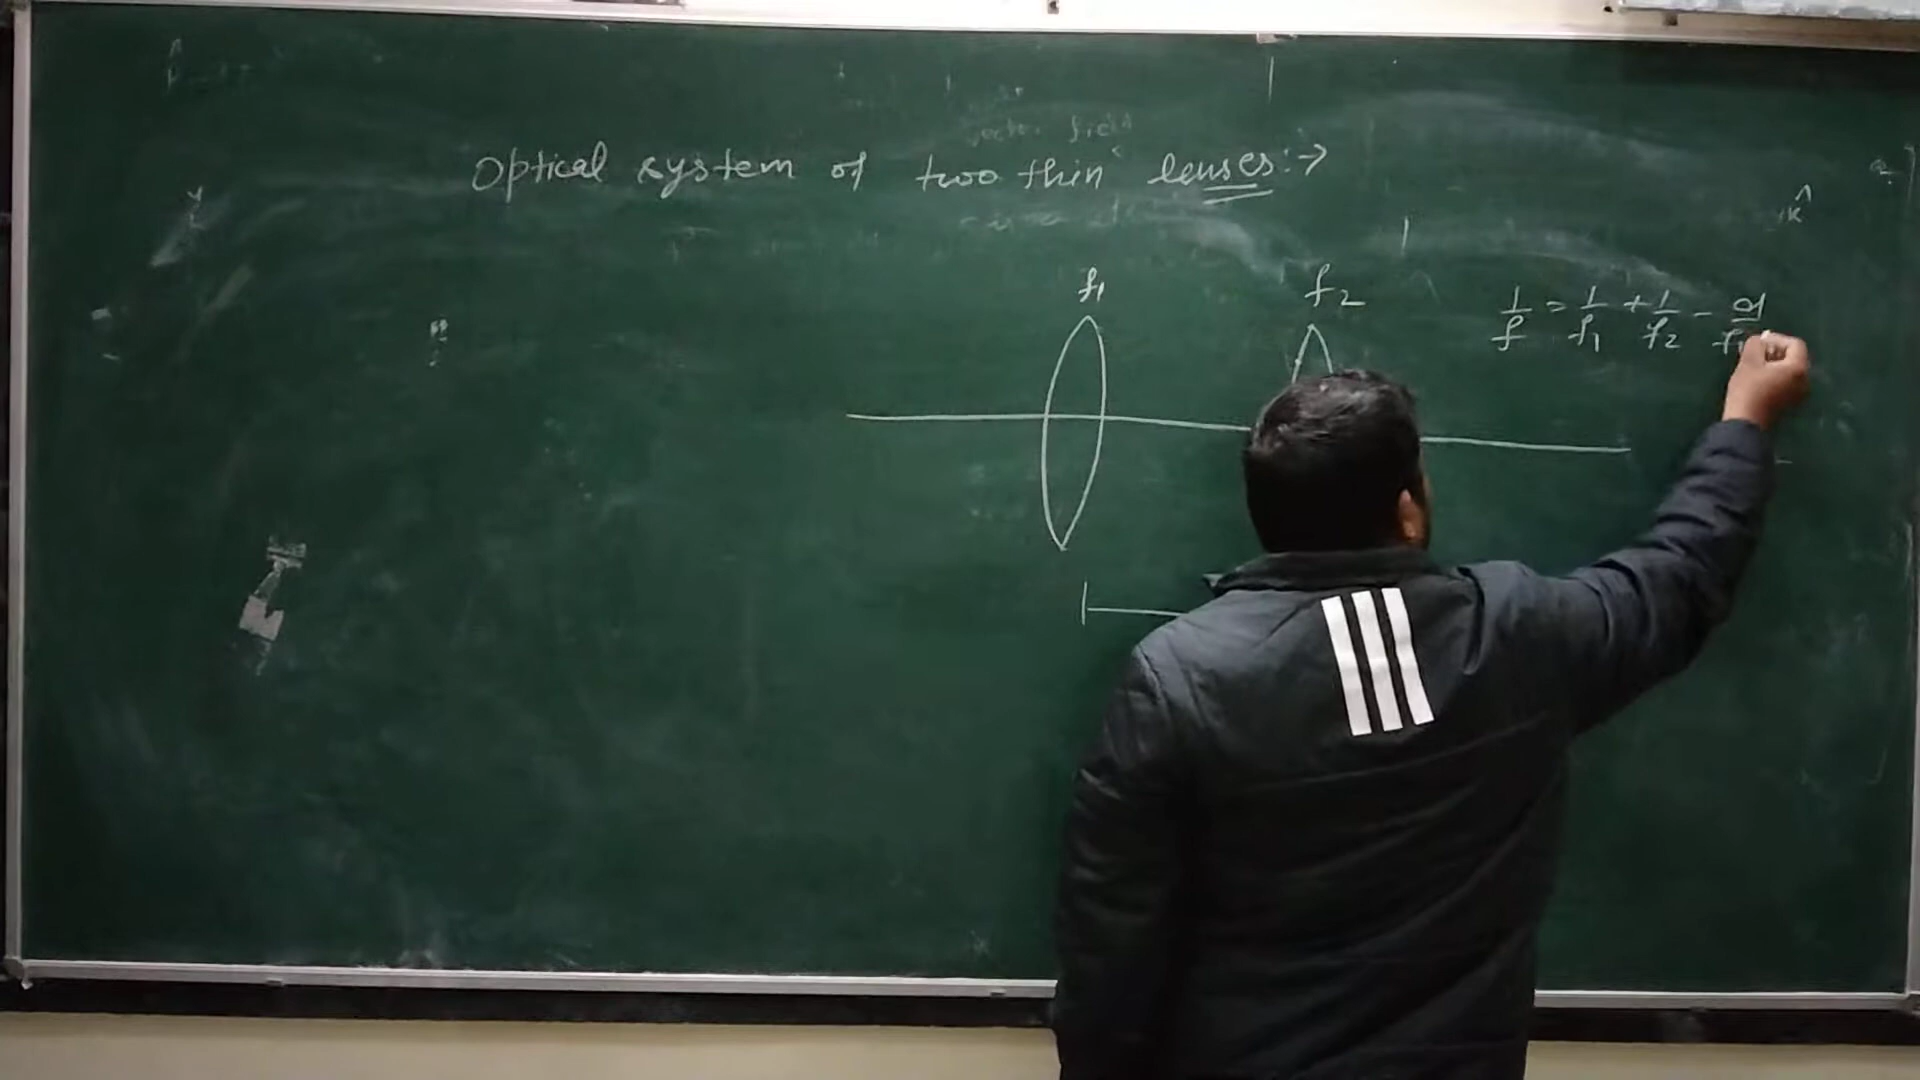 Optical system of two thin lenses:→
f1 f2
1/f = 1/f1 + 1/f2 - d/f1
k̂